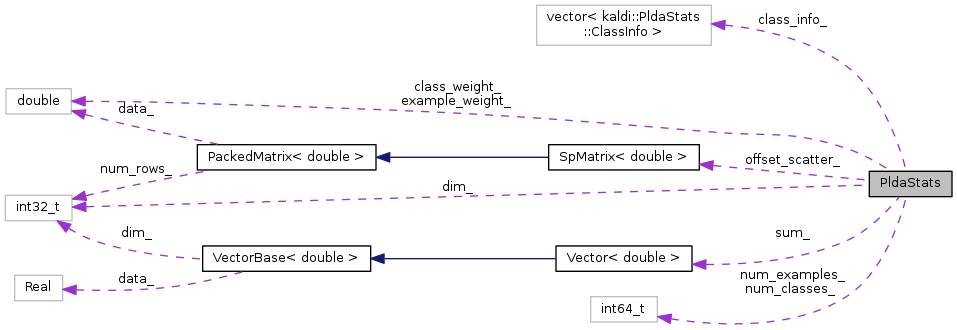 vector< kaldi::PldaStats
::ClassInfo >
class_info_
double
class_weight_
example_weight_
data_
PackedMatrix< double >
SpMatrix< double >
offset_scatter_
num_rows_
PldaStats
dim_
int32_t
dim_
sum_
VectorBase< double >
Vector< double >
data_
Real
num_examples_
num_classes_
int64_t